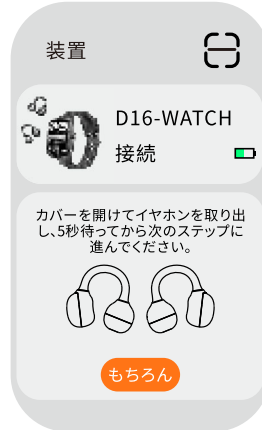 装置
D16-WATCH
接続
カバーを開けてイヤホンを取り出
し、5秒待ってから次のステップに
進んでください。
もちろん